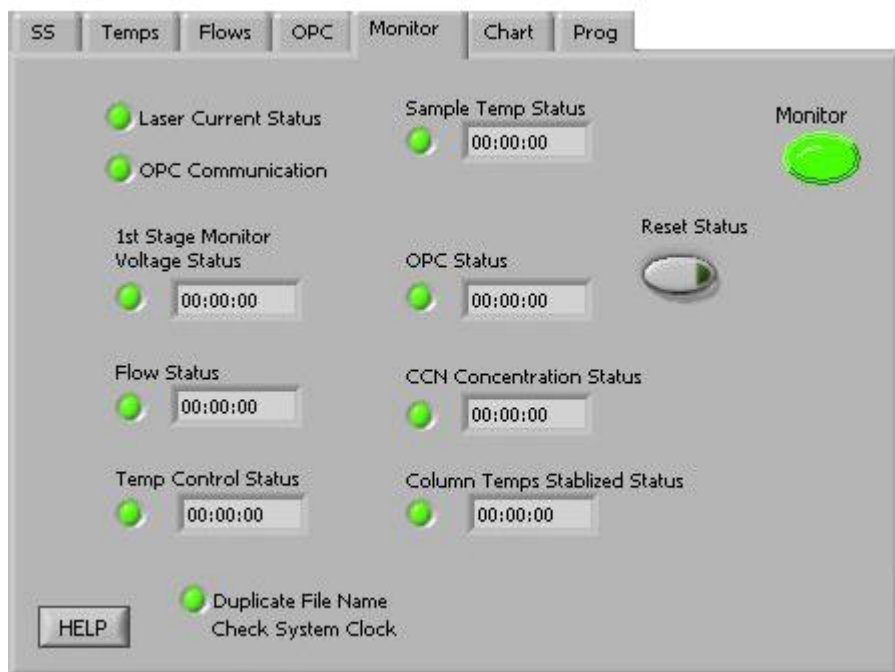 SS Temps Flows OPC Monitor Chart Prog
Laser Current Status
OPC Communication
Sample Temp Status
00:00:00
Monitor
Reset Status
1st Stage Monitor
Voltage Status
00:00:00
OPC Status
00:00:00
Flow Status
00:00:00
CCN Concentration Status
00:00:00
Temp Control Status
00:00:00
Column Temps Stablized Status
00:00:00
Duplicate File Name
Check System Clock
HELP